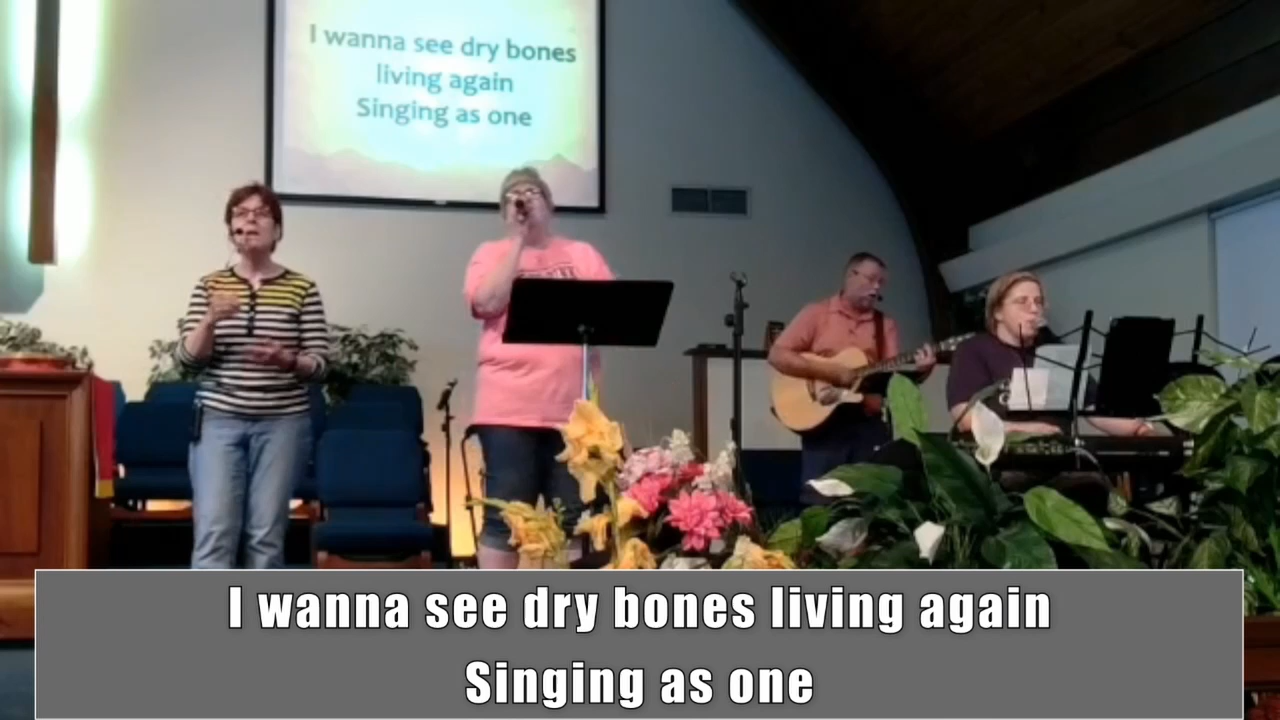 I wanna see dry bones
living again
Singing as one
I wanna see dry bones living again
Singing as one